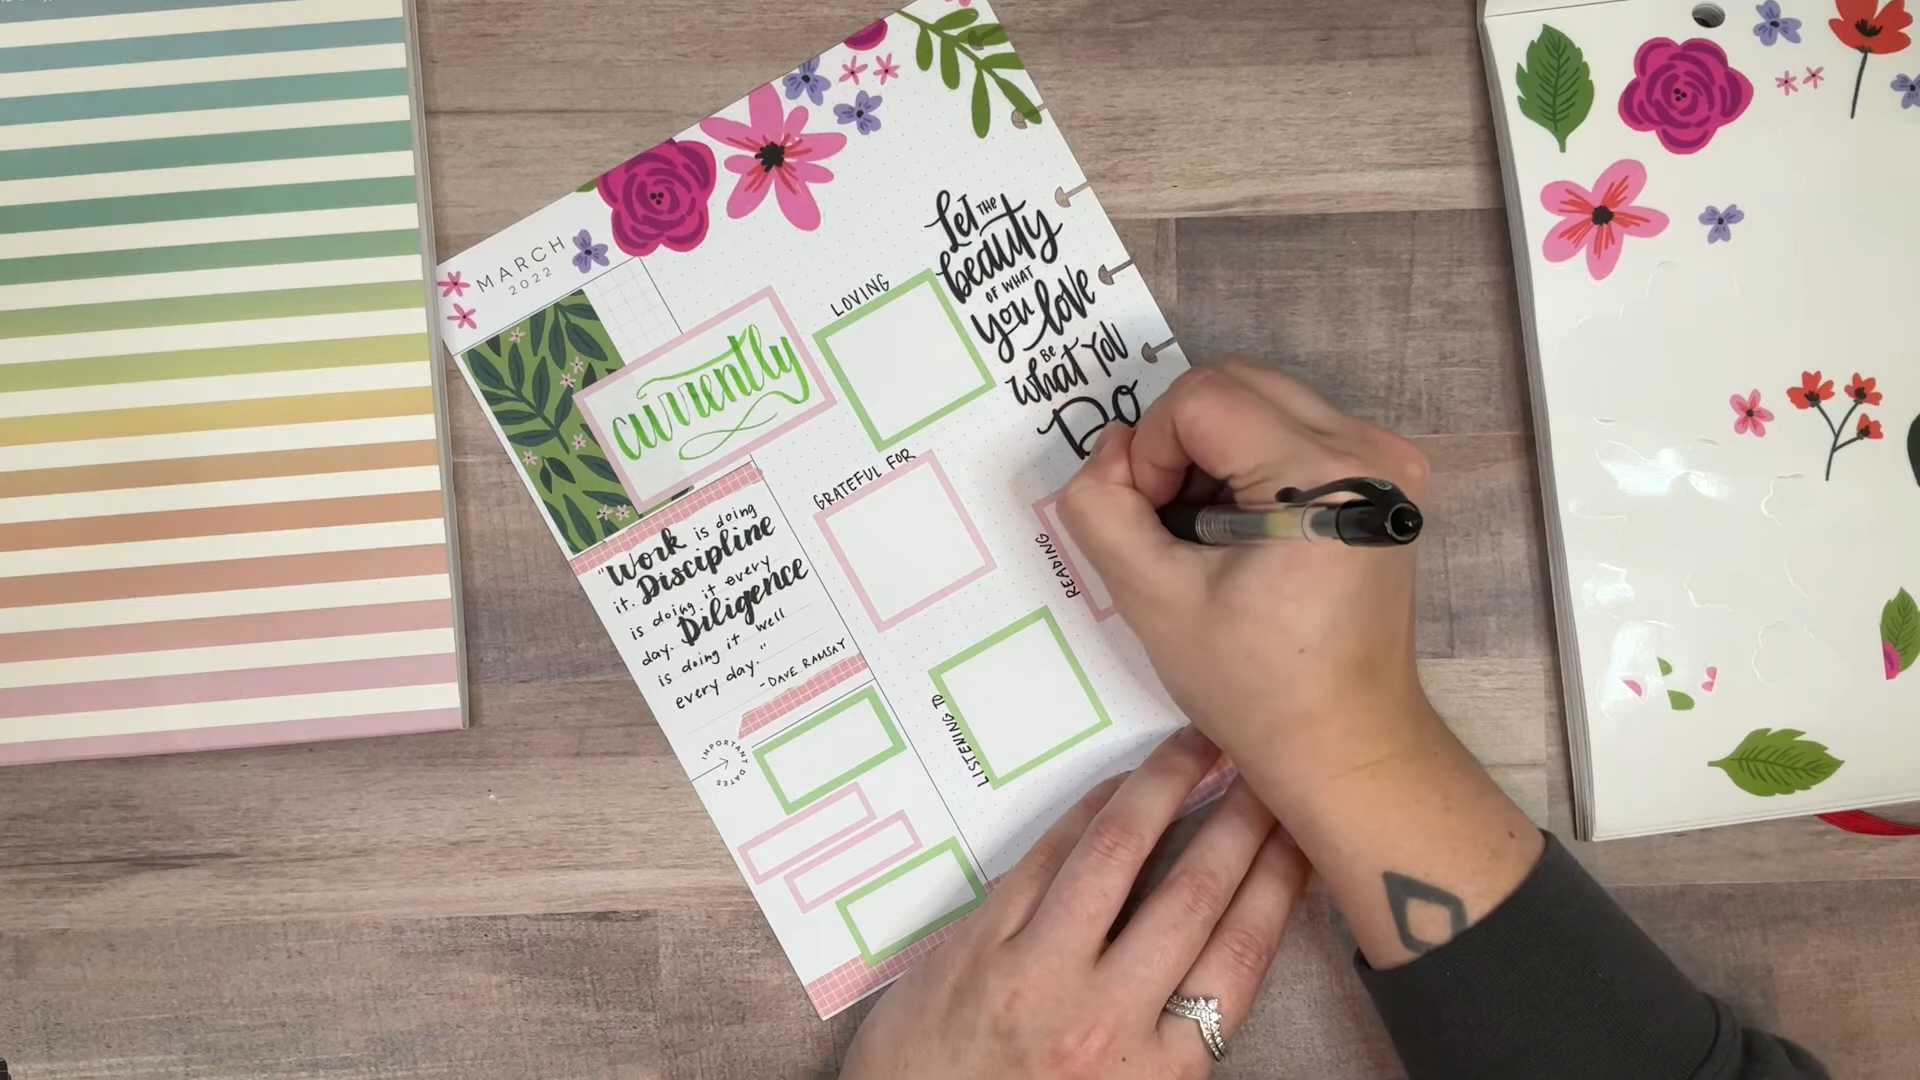 MARCH
2022
currently
"Work is doing
it. Discipline
is doing it every
day. Diligence
is doing it well
every day."
-DAVE RAMSAY
IMPORTANT
DATES
LOVING
GRATEFUL FOR
LISTENING TO
READING
LET THE
beauty
OF WHAT
you love
BE
what you
DO